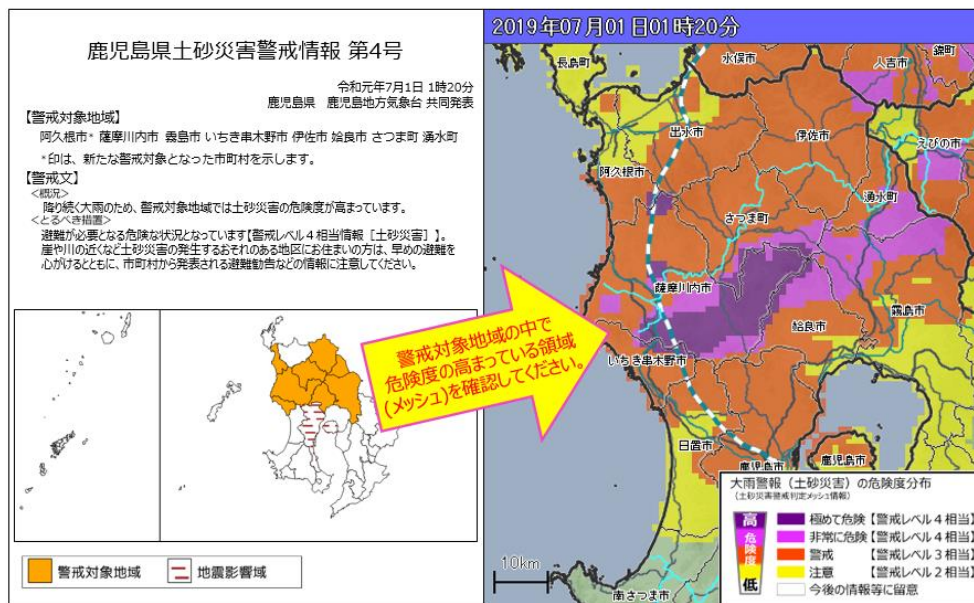 鹿児島県土砂災害警戒情報 第4号
令和元年7月1日 1時20分
鹿児島県 鹿児島地方気象台 共同発表
【警戒対象地域】
阿久根市* 薩摩川内市 霧島市 いちき串木野市 伊佐市 姶良市 さつま町 湧水町
*印は、新たな警戒対象となった市町村を示します。
【警戒文】
<概況>
降り続く大雨のため、警戒対象地域では土砂災害の危険度が高まっています。
<とるべき措置>
避難が必要となる危険な状況となっています【警戒レベル4相当情報[土砂災害]】。
崖や川の近くなど土砂災害の発生するおそれのある地区にお住まいの方は、早めの避難を
心がけるとともに、市町村から発表される避難勧告などの情報に注意してください。
警戒対象地域
地震影響域
警戒対象地域の中で
危険度の高まっている領域
(メッシュ)を確認してください。
2019年07月01日01時20分
長島町
水俣市
人吉市
錦町
出水市
伊佐市
えびの市
阿久根市
湧水町
さつま町
薩摩川内市
霧島市
姶良市
いちき串木野市
日置市
鹿児島市
鹿児島市
南さつま市
10km
大雨警報(土砂災害)の危険度分布
(土砂災害警戒判定メッシュ情報)
高
危険度
低
極めて危険【警戒レベル4相当】
非常に危険【警戒レベル4相当】
警戒【警戒レベル3相当】
注意【警戒レベル2相当】
今後の情報等に留意